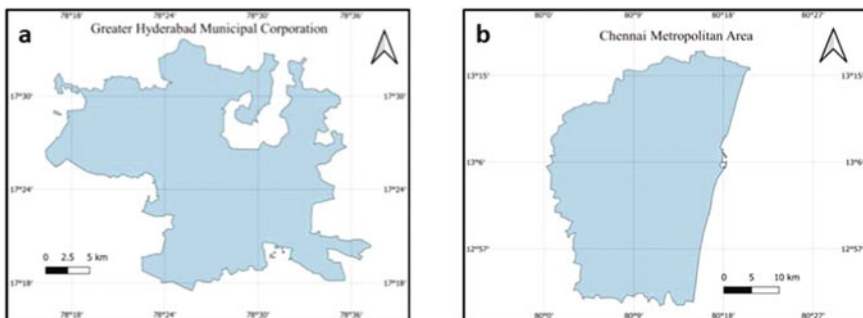 a
Greater Hyderabad Municipal Corporation
78°18' 78°24' 78°30' 78°36'
17°30' 17°30'
17°24' 17°24'
17°18' 17°18'
0 2.5 5 km
78°18' 78°24' 78°30' 78°36'
b
Chennai Metropolitan Area
80°0' 80°9' 80°18' 80°27'
13°15' 13°15'
13°6' 13°6'
12°57' 12°57'
0 5 10 km
80°0' 80°9' 80°18' 80°27'